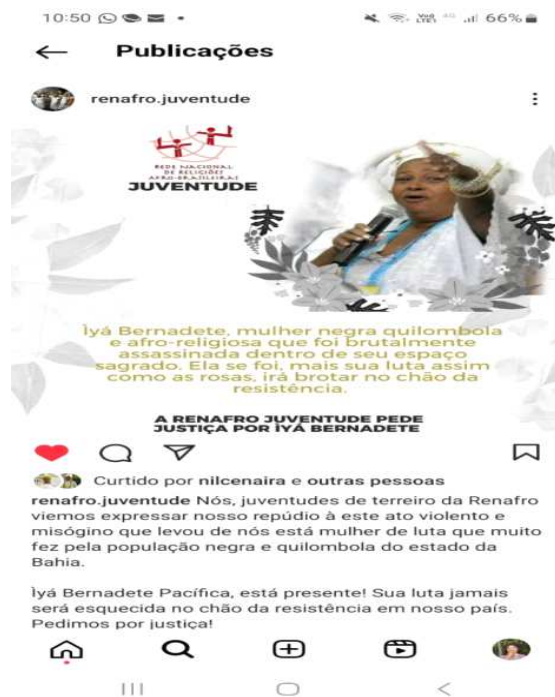 10:50
VoD
LTE1
4G
66%
Publicações
renafro.juventude
REDE NACIONAL
DE RELIGIÕES
AFRO-BRASILEIRAS
JUVENTUDE
Ìyá Bernadete, mulher negra quilombola
e afro-religiosa que foi brutalmente
assassinada dentro de seu espaço
sagrado. Ela se foi, mais sua luta assim
como as rosas, irá brotar no chão da
resistência.
A RENAFRO JUVENTUDE PEDE
JUSTIÇA POR ÌYÁ BERNADETE
Curtido por nilcenaira e outras pessoas
renafro.juventude Nós, juventudes de terreiro da Renafro
viemos expressar nosso repúdio à este ato violento e
misógino que levou de nós está mulher de luta que muito
fez pela população negra e quilombola do estado da
Bahia.
Ìyá Bernadete Pacífica, está presente! Sua luta jamais
será esquecida no chão da resistência em nosso país.
Pedimos por justiça!